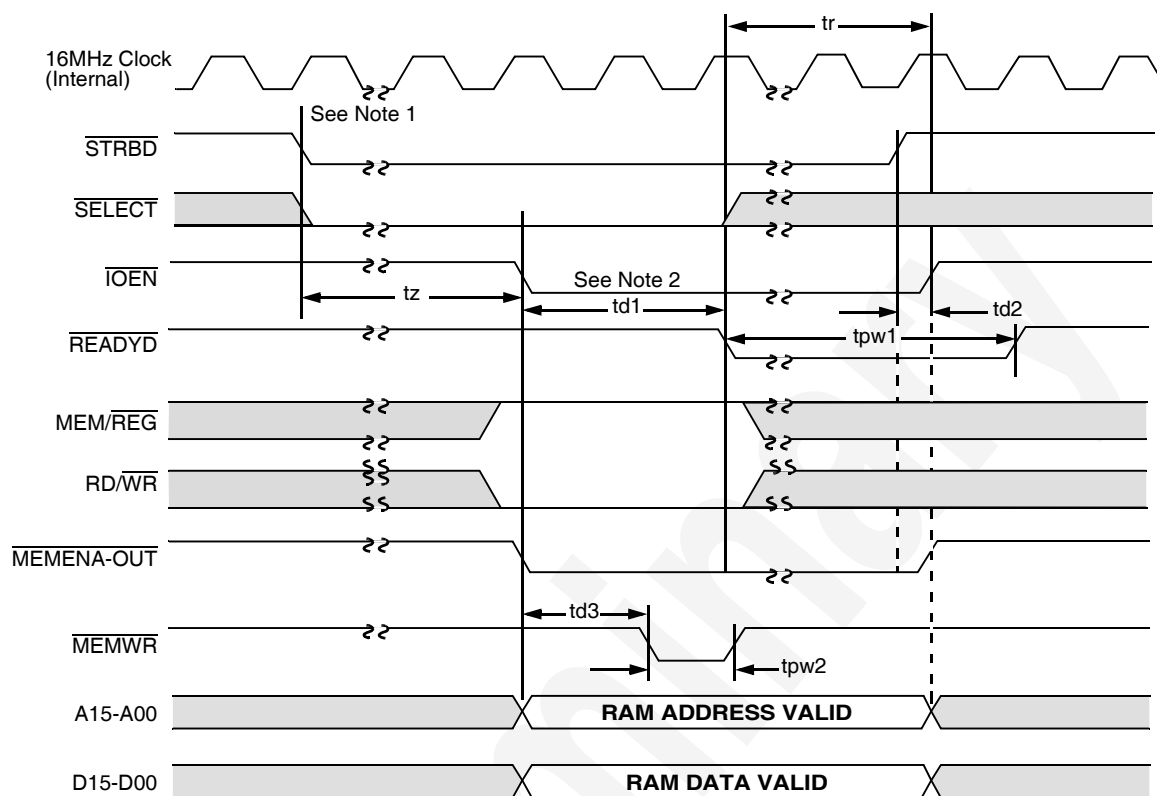 tr
16MHz Clock
(Internal)
See Note 1
STRBD
SELECT
IOEN
See Note 2
tz
td1
td2
READYD
tpw1
MEM/REG
RD/WR
MEMENA-OUT
td3
MEMWR
tpw2
A15-A00
RAM ADDRESS VALID
D15-D00
RAM DATA VALID
minary